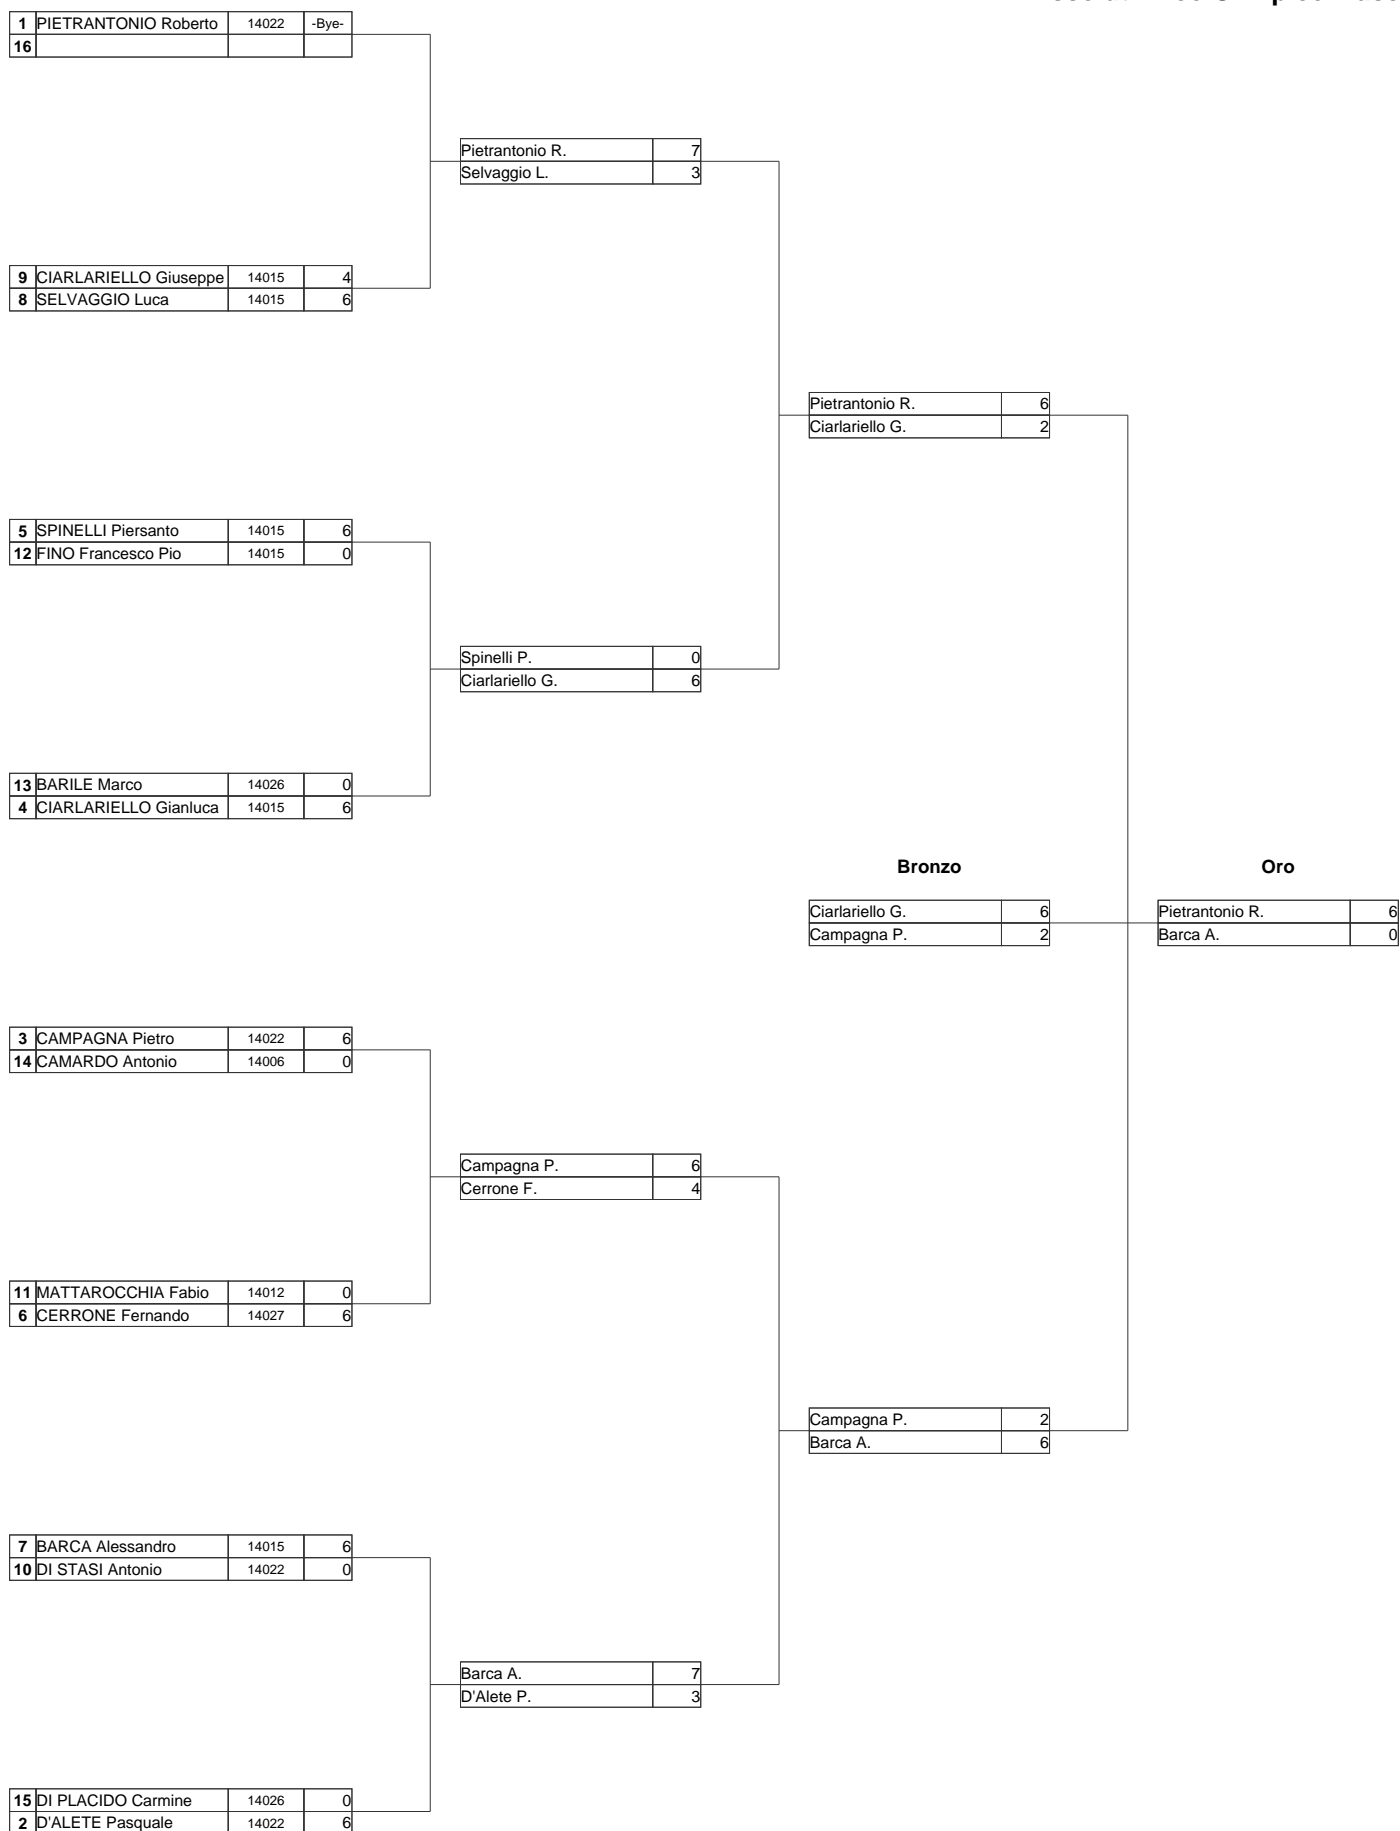 1 PIETRANTONIO Roberto 14022 -Bye-
16
Pietrantonio R. 7
Selvaggio L. 3
9 CIARLARIELLO Giuseppe 14015 4
8 SELVAGGIO Luca 14015 6
Pietrantonio R. 6
Ciarlariello G. 2
5 SPINELLI Piersanto 14015 6
12 FINO Francesco Pio 14015 0
Spinelli P. 0
Ciarlariello G. 6
13 BARILE Marco 14026 0
4 CIARLARIELLO Gianluca 14015 6
Bronzo Oro
Ciarlariello G. 6 Pietrantonio R. 6
Campagna P. 2 Barca A. 0
3 CAMPAGNA Pietro 14022 6
14 CAMARDO Antonio 14006 0
Campagna P. 6
Cerrone F. 4
11 MATTAROCCHIA Fabio 14012 0
6 CERRONE Fernando 14027 6
Campagna P. 2
Barca A. 6
7 BARCA Alessandro 14015 6
10 DI STASI Antonio 14022 0
Barca A. 7
D'Alete P. 3
15 DI PLACIDO Carmine 14026 0
2 D'ALETE Pasquale 14022 6